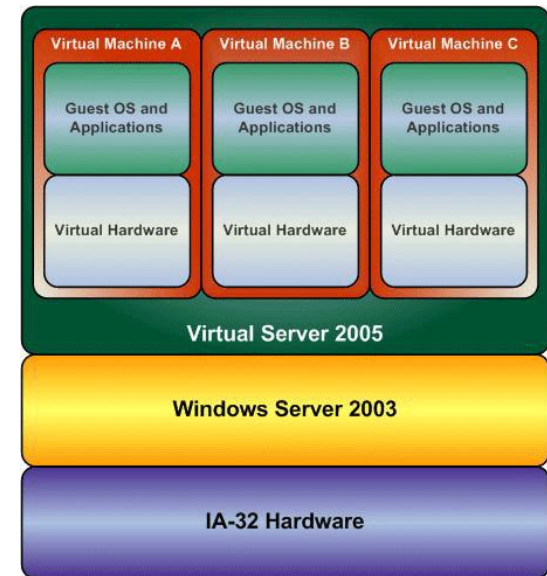 Virtual Machine A
Virtual Machine B
Virtual Machine C
Guest OS and
Applications
Guest OS and
Applications
Guest OS and
Applications
Virtual Hardware
Virtual Hardware
Virtual Hardware
Virtual Server 2005
Windows Server 2003
IA-32 Hardware